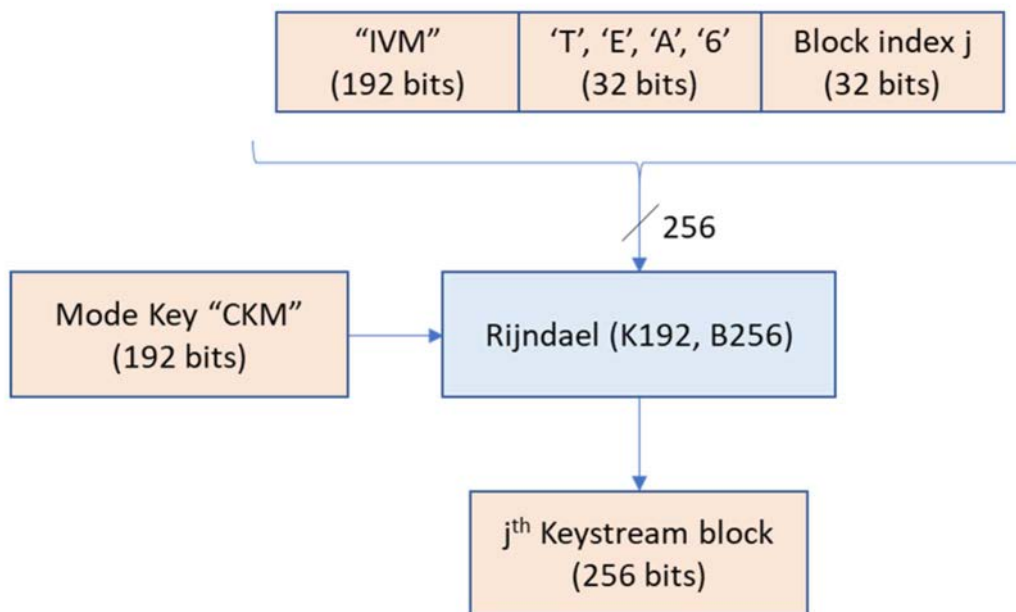 “IVM”
(192 bits)
‘T’, ‘E’, ‘A’, ‘6’
(32 bits)
Block index j
(32 bits)
256
Mode Key “CKM”
(192 bits)
Rijndael (K192, B256)
jth Keystream block
(256 bits)